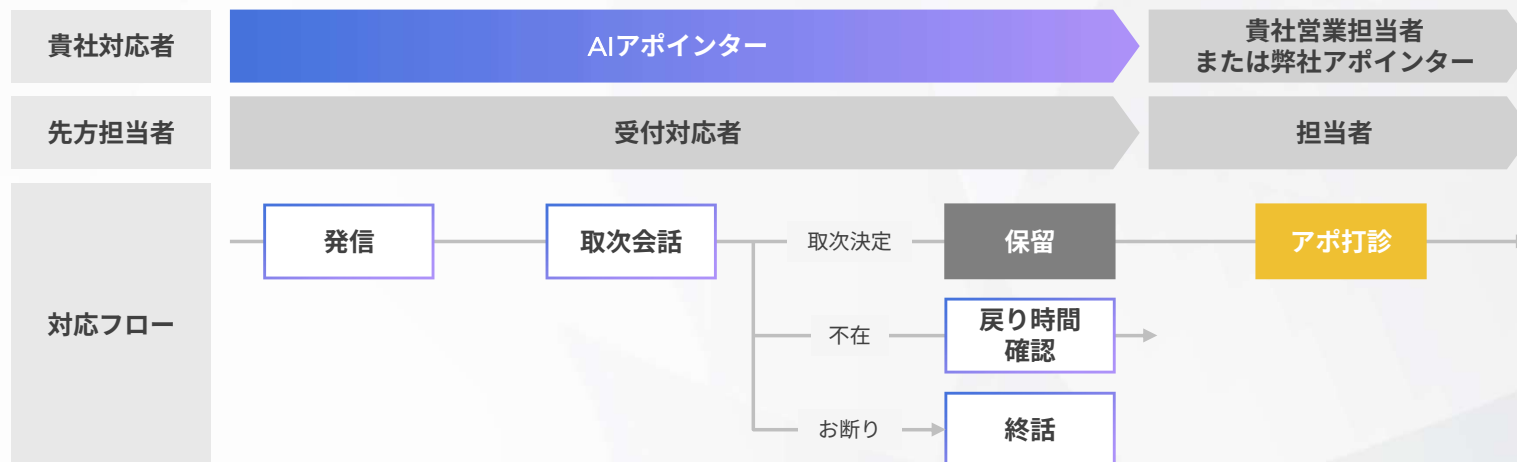 貴社対応者
AIアポインター
貴社営業担当者
または弊社アポインター
先方担当者
受付対応者
担当者
対応フロー
発信
取次会話
取次決定
保留
アポ打診
不在
戻り時間
確認
お断り
終話